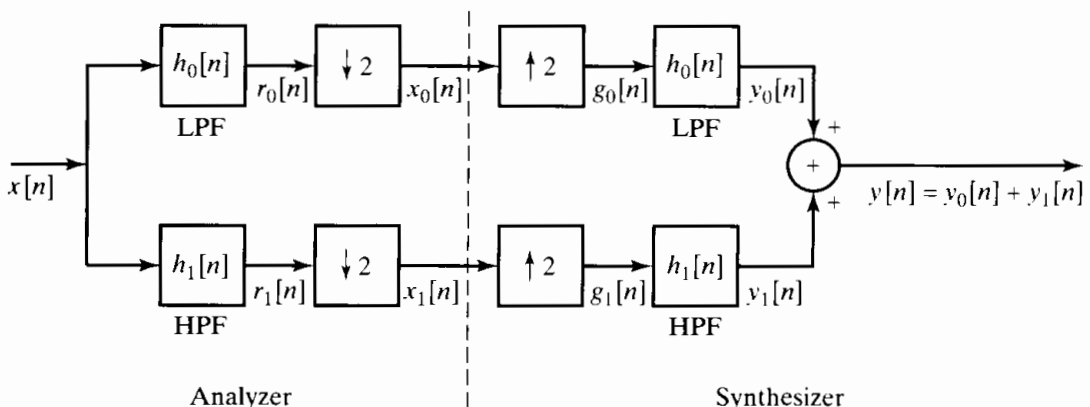 h₀[n]
↓ 2
↑ 2
h₀[n]
r₀[n]
x₀[n]
g₀[n]
y₀[n]
LPF
LPF
+
x[n]
+
y[n] = y₀[n] + y₁[n]
+
h₁[n]
↓ 2
↑ 2
h₁[n]
r₁[n]
x₁[n]
g₁[n]
y₁[n]
HPF
HPF
Analyzer
Synthesizer